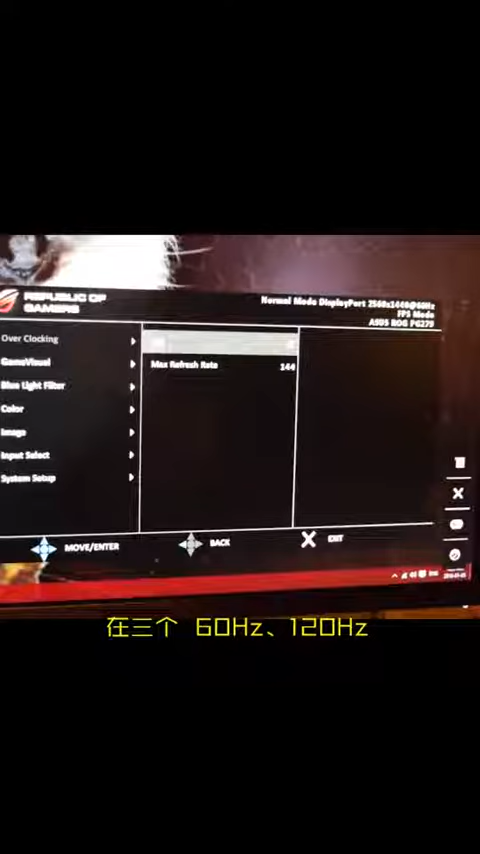 REPUBLIC OF
GAMERS
Normal Mode DisplayPort 2560x1440@60Hz
FPS Mode
ASUS ROG PG279
Over Clocking
GameVisual
Blue Light Filter
Color
Image
Input Select
System Setup
Max Refresh Rate 144
MOVE/ENTER
BACK
EXIT
在三个 60Hz、120Hz